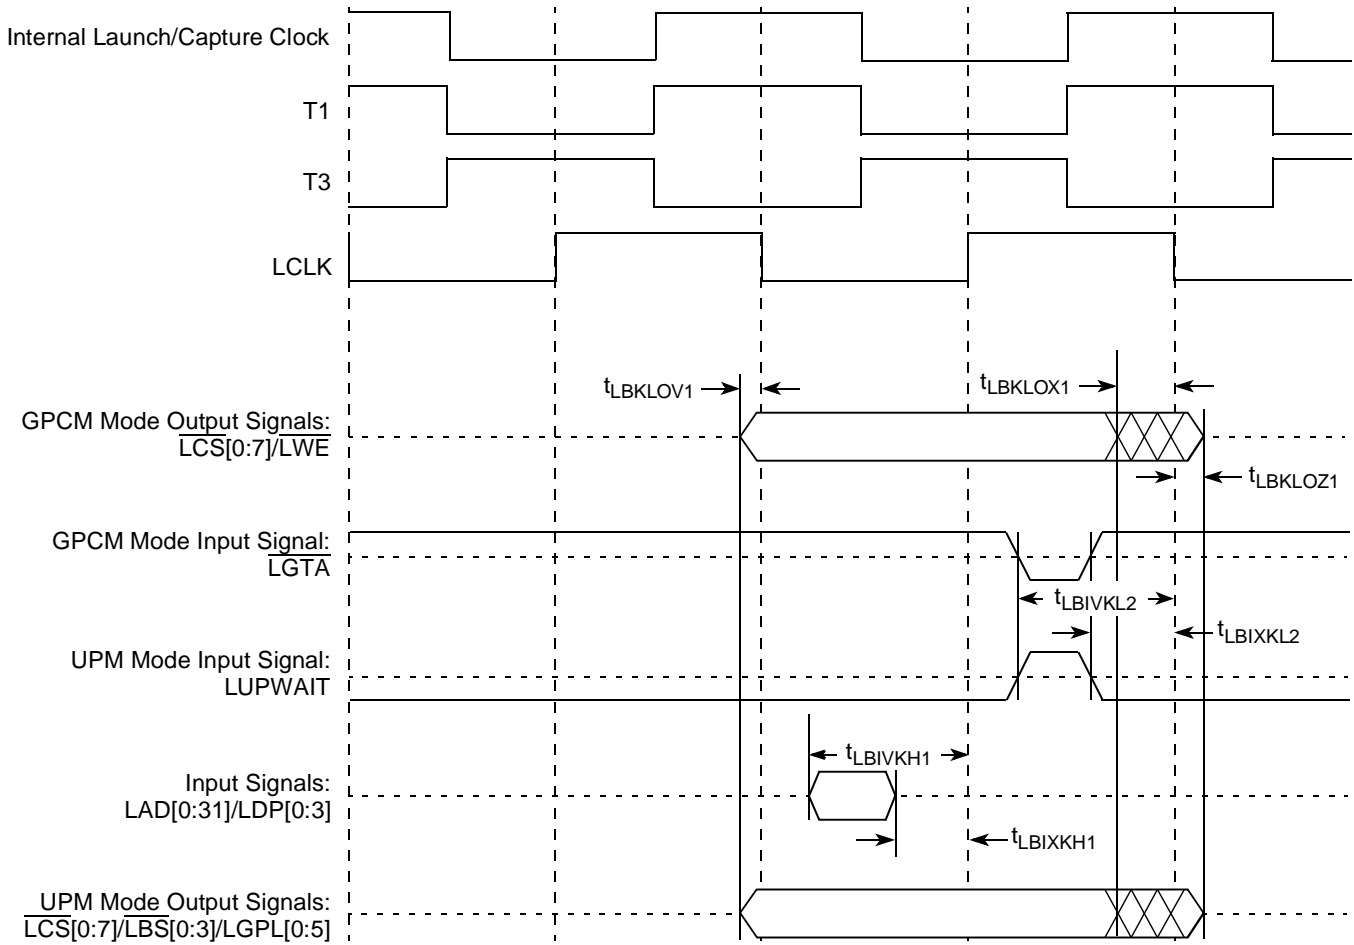 Internal Launch/Capture Clock
T1
T3
LCLK
tLBKLOV1
tLBKLOX1
GPCM Mode Output Signals:
LCS[0:7]/LWE
tLBKLOZ1
GPCM Mode Input Signal:
LGTA
tLBIVKL2
tLBIXKL2
UPM Mode Input Signal:
LUPWAIT
tLBIVKH1
Input Signals:
LAD[0:31]/LDP[0:3]
tLBIXKH1
UPM Mode Output Signals:
LCS[0:7]/LBS[0:3]/LGPL[0:5]